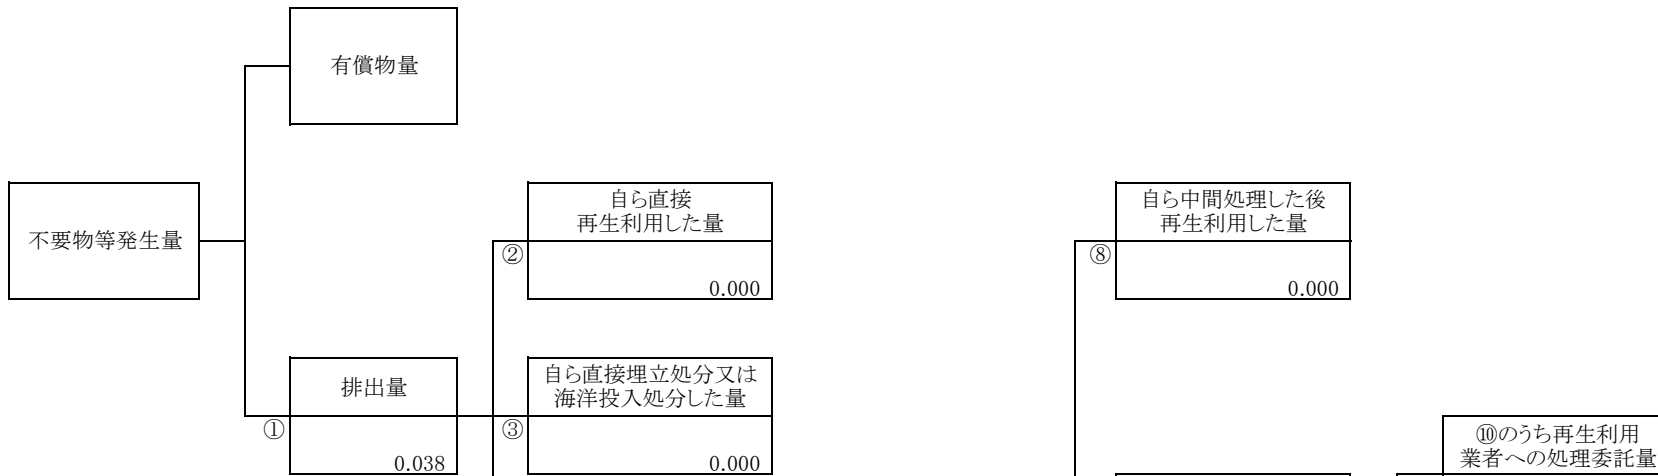 有償物量
不要物等発生量
自ら直接
再生利用した量
②
0.000
自ら中間処理した後
再生利用した量
⑧
0.000
排出量
①
0.038
自ら直接埋立処分又は
海洋投入処分した量
③
0.000
⑩のうち再生利用
業者への処理委託量